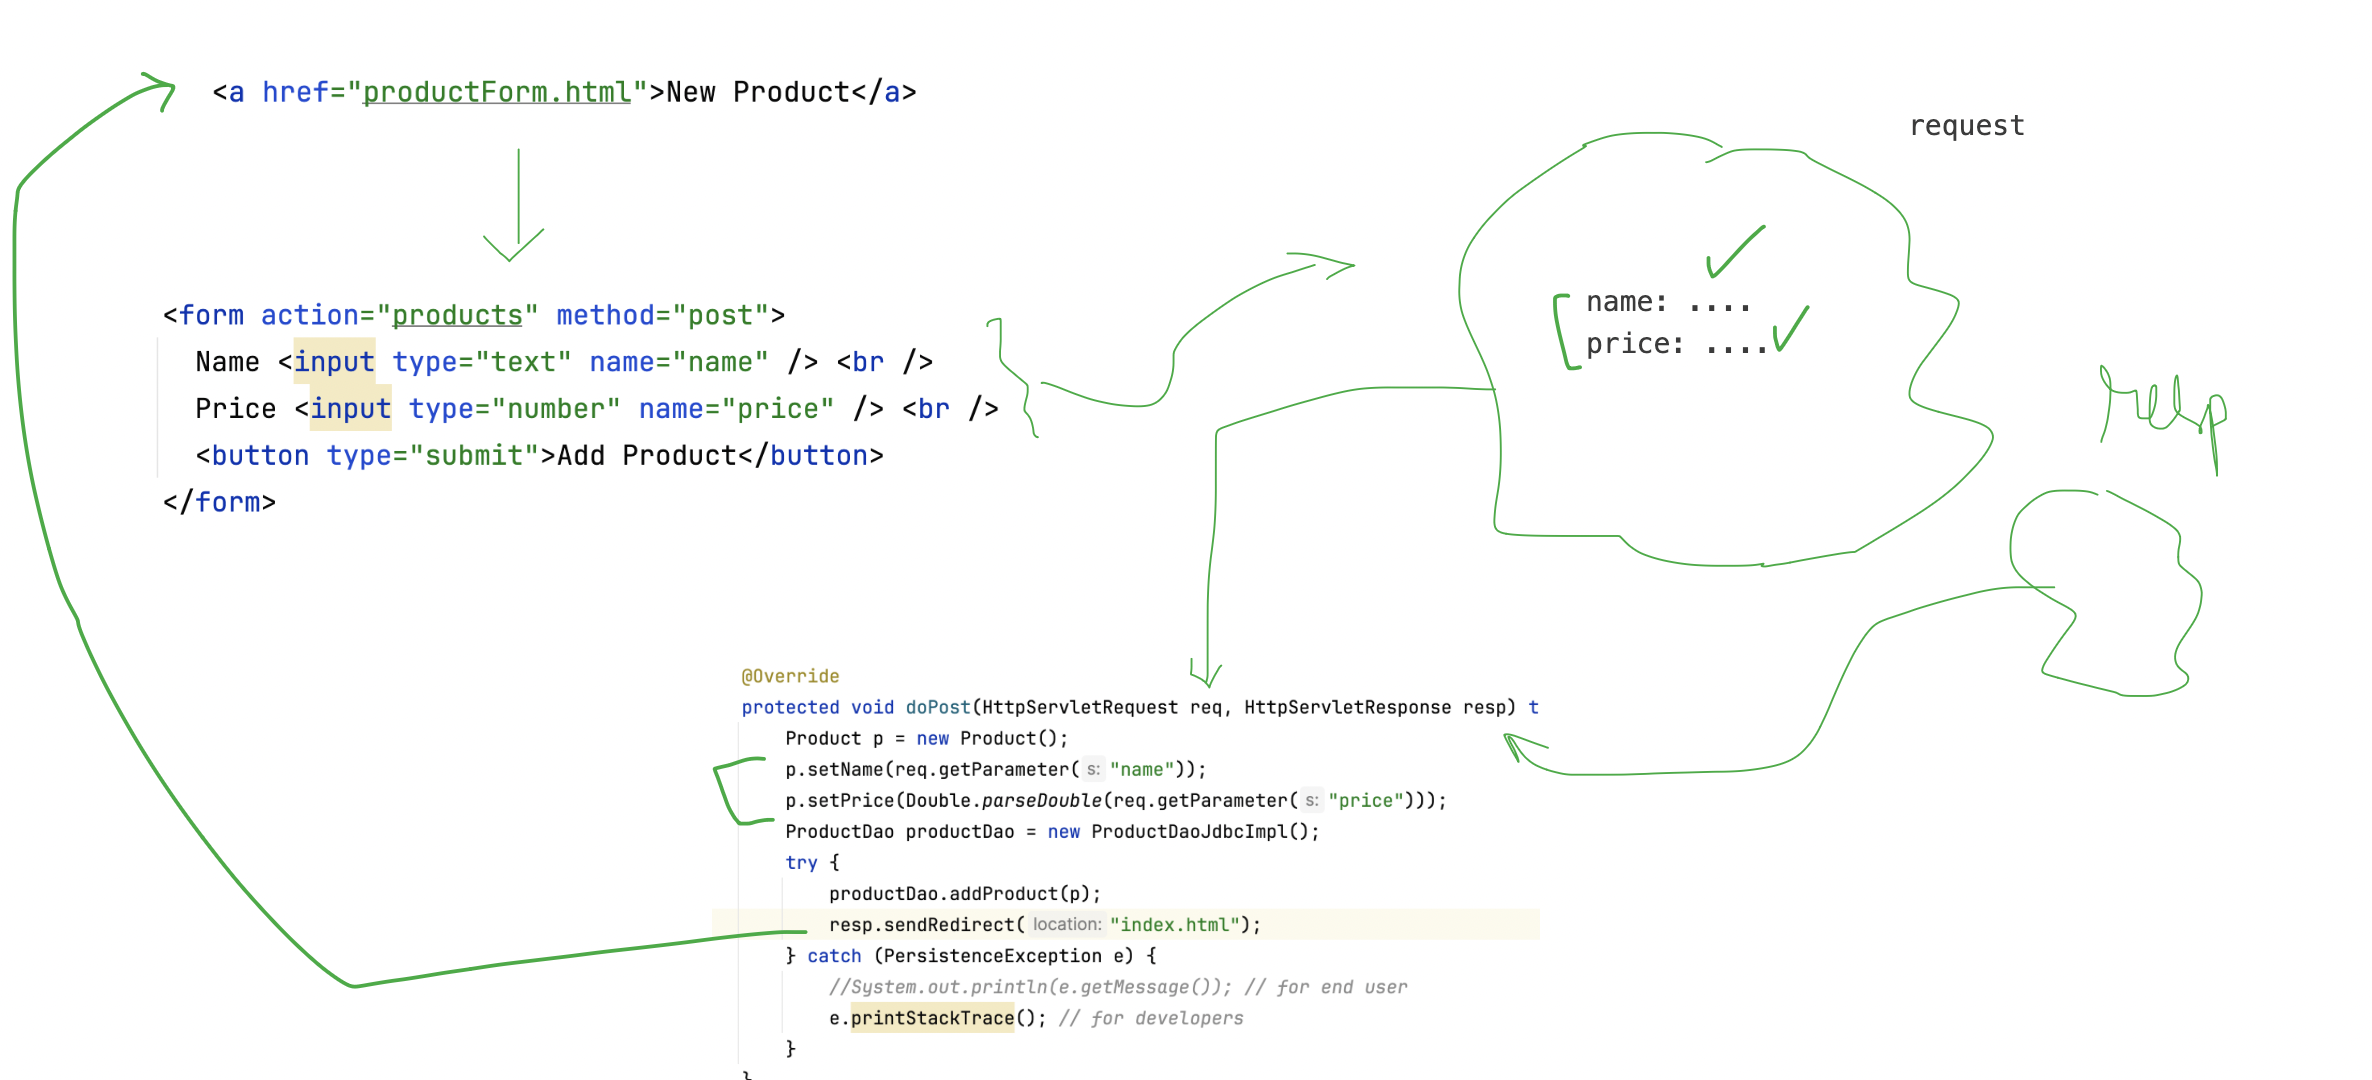 <a href="productForm.html">New Product</a>
request
<form action="products" method="post">
Name <input type="text" name="name" /> <br />
Price <input type="number" name="price" /> <br />
<button type="submit">Add Product</button>
</form>
name: ....
price: ....
resp
@Override
protected void doPost(HttpServletRequest req, HttpServletResponse resp) t
Product p = new Product();
p.setName(req.getParameter( s: "name"));
p.setPrice(Double.parseDouble(req.getParameter( s: "price")));
ProductDao productDao = new ProductDaoJdbcImpl();
try {
productDao.addProduct(p);
resp.sendRedirect( location: "index.html");
} catch (PersistenceException e) {
//System.out.println(e.getMessage()); // for end user
e.printStackTrace(); // for developers
}
}